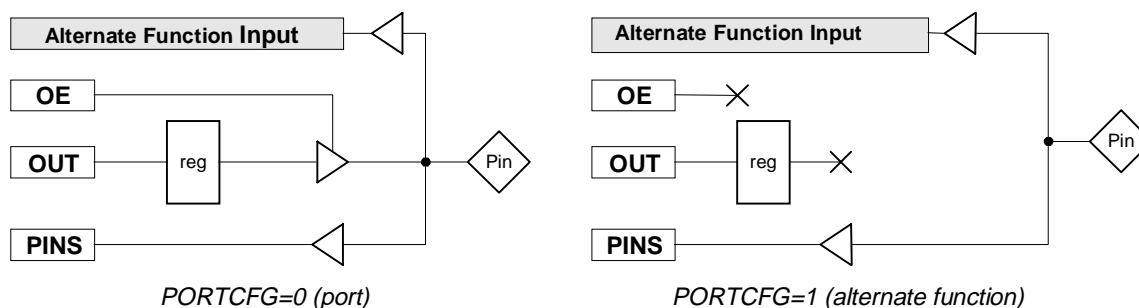 Alternate Function Input
OE
OUT
reg
Pin
PINS
PORTCFG=0 (port)
Alternate Function Input
OE
OUT
reg
Pin
PINS
PORTCFG=1 (alternate function)